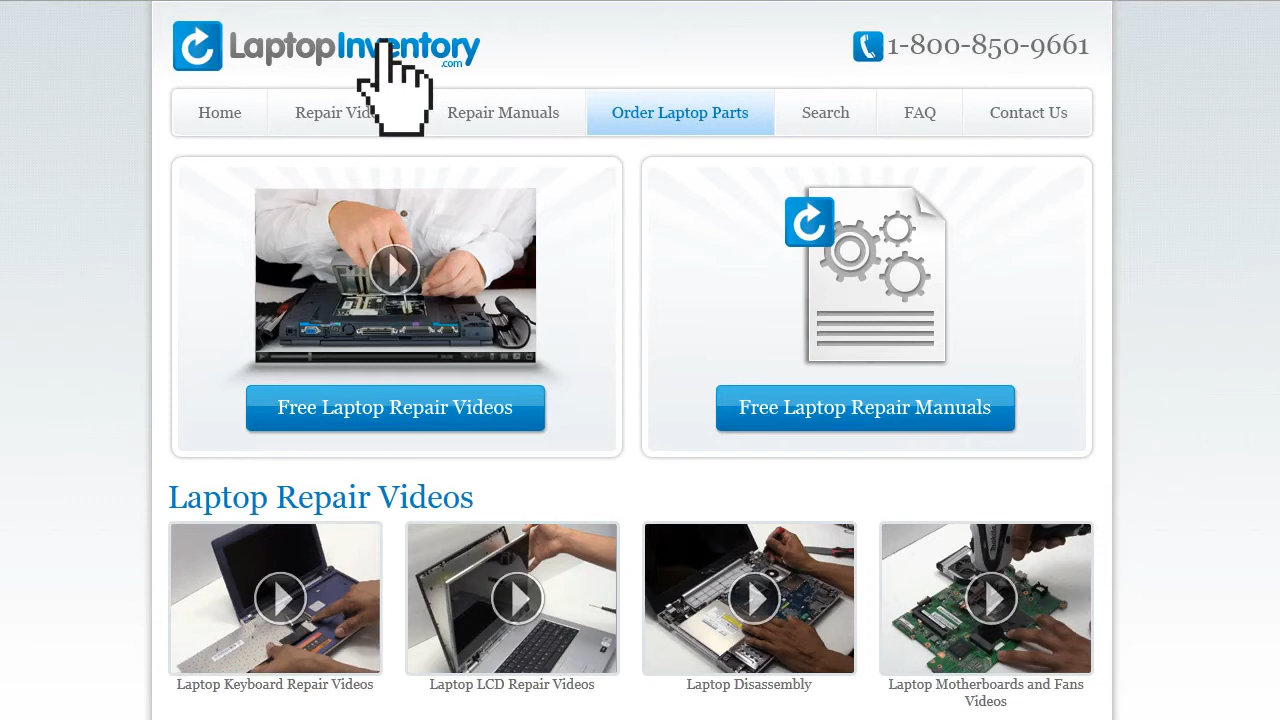 LaptopInventory
.com
1-800-850-9661
Home
Repair Vid
Repair Manuals
Order Laptop Parts
Search
FAQ
Contact Us
Free Laptop Repair Videos
Free Laptop Repair Manuals
Laptop Repair Videos
Laptop Keyboard Repair Videos
Laptop LCD Repair Videos
Laptop Disassembly
Laptop Motherboards and Fans
Videos